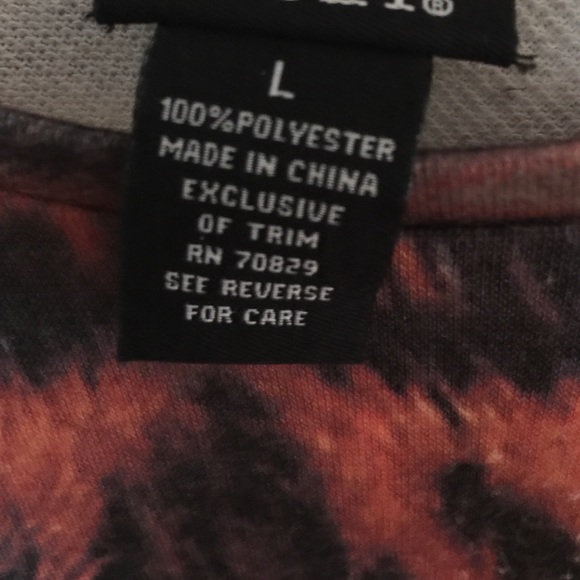 ®
L
100%POLYESTER
MADE IN CHINA
EXCLUSIVE
OF TRIM
RN 70829
SEE REVERSE
FOR CARE